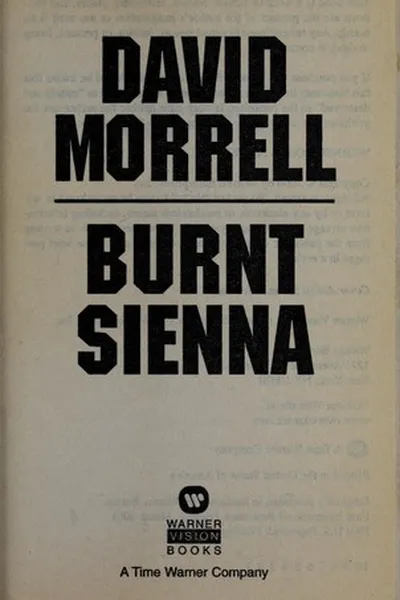 DAVID
MORRELL
BURNT
SIENNA
WARNER
VISION
BOOKS
A Time Warner Company